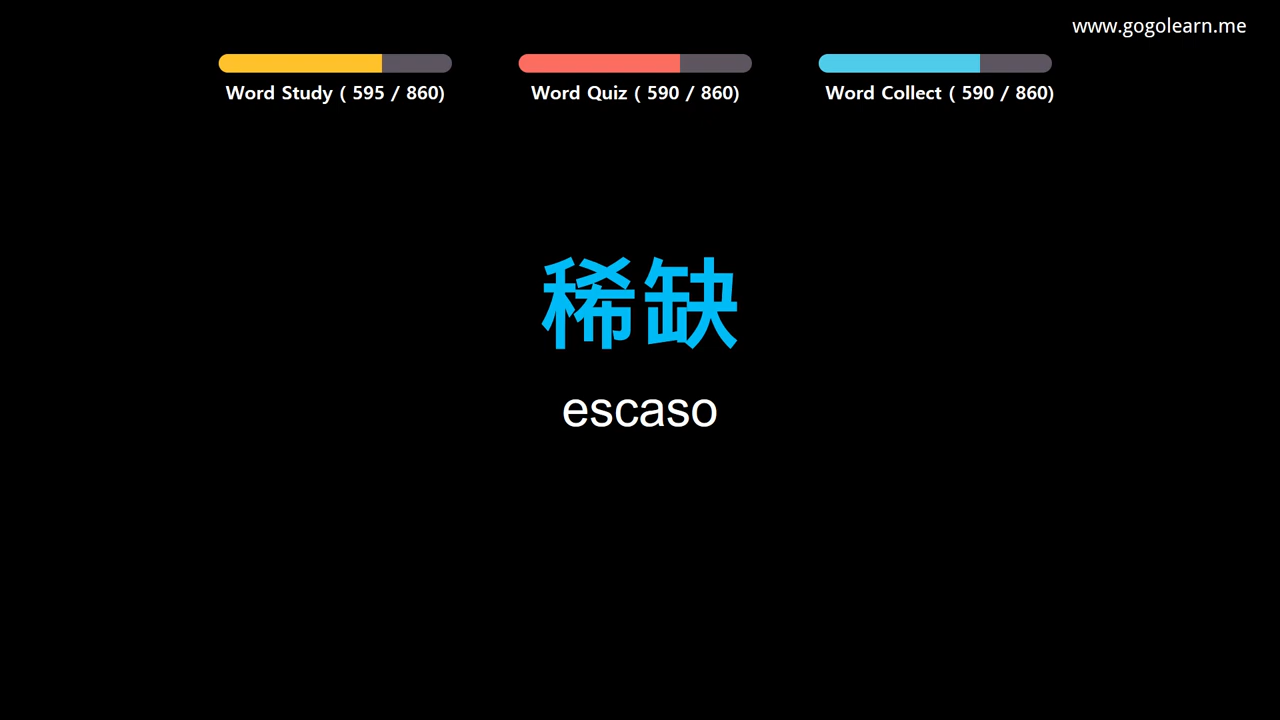 www.gogolearn.me
Word Study ( 595 / 860)
Word Quiz ( 590 / 860)
Word Collect ( 590 / 860)
稀缺
escaso